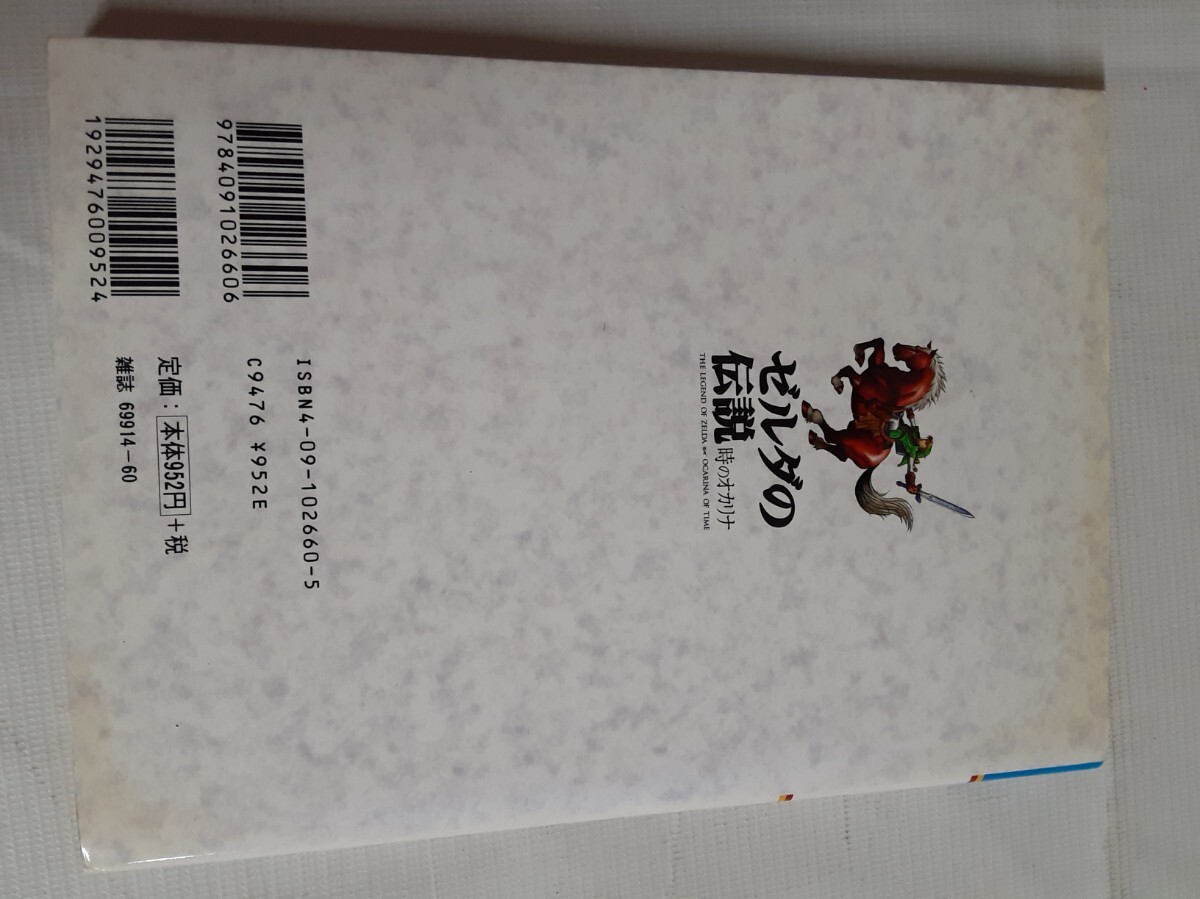 ゼルダの
伝説 時のオカリナ
THE LEGEND OF ZELDA OCARINA OF TIME
9784091026606
1929476009524
ISBN4-09-102660-5
C9476 ¥952E
定価：本体952円＋税
雑誌 69914-60